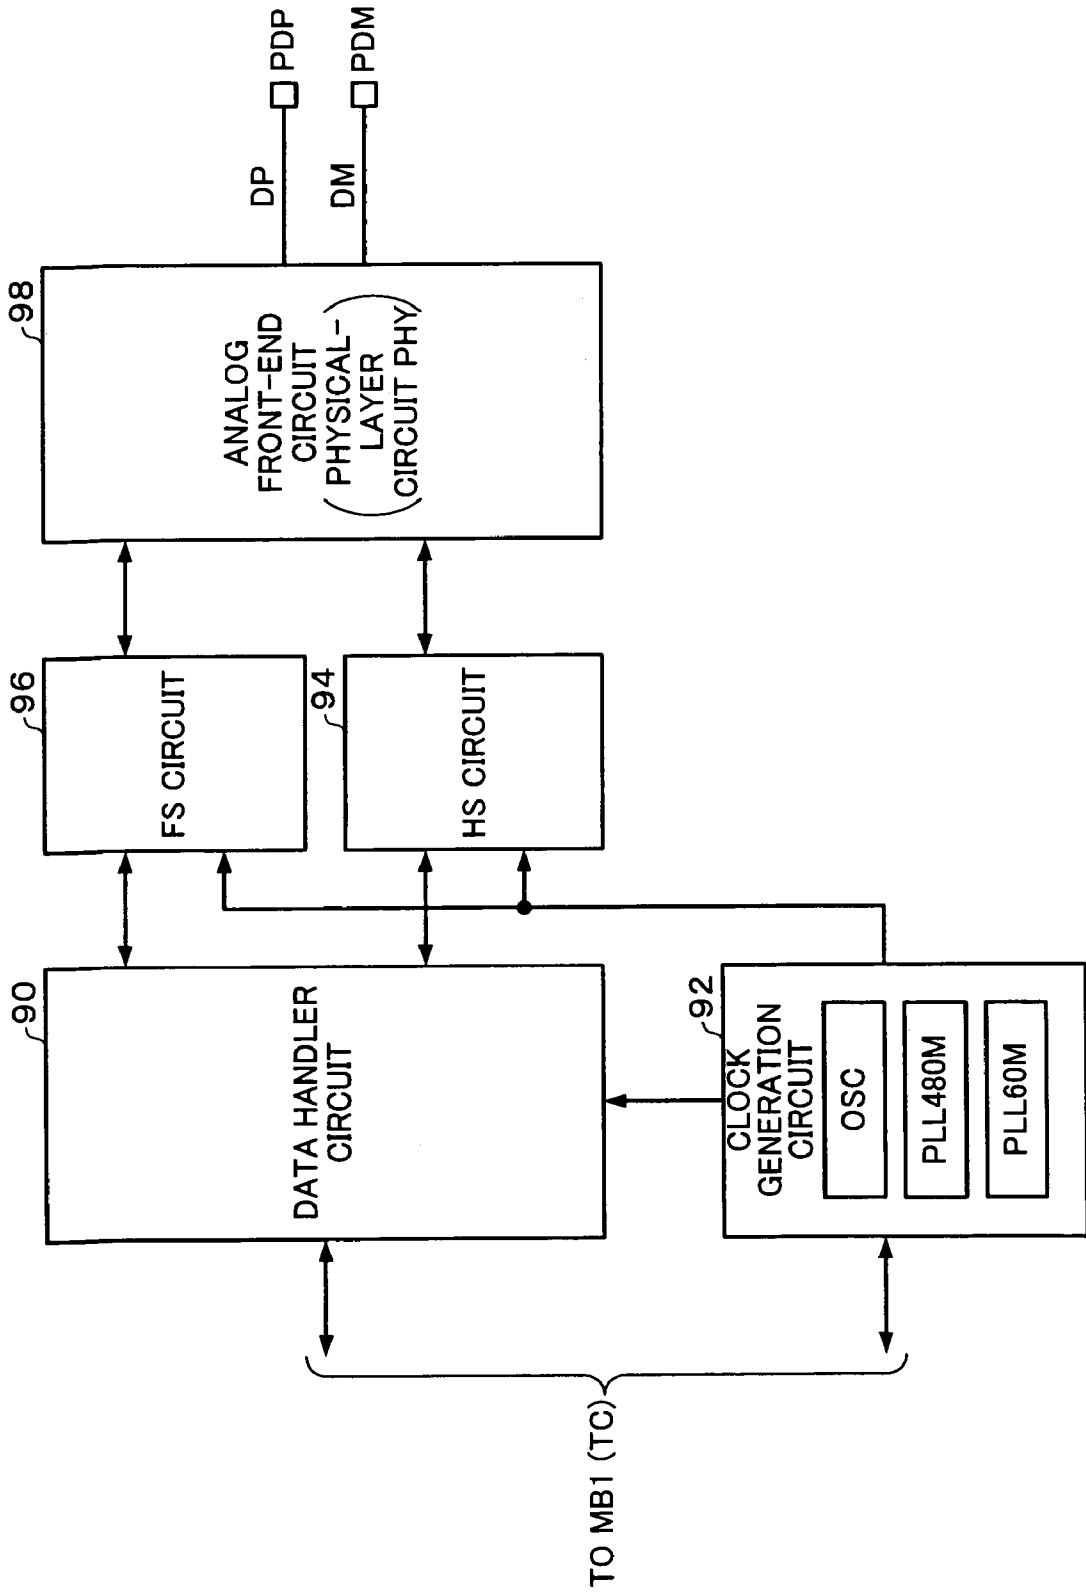 90
DATA HANDLER
CIRCUIT
96
FS CIRCUIT
94
HS CIRCUIT
98
ANALOG
FRONT-END
CIRCUIT
(PHYSICAL-
LAYER
CIRCUIT PHY)
DP
PDP
DM
PDM
92
CLOCK
GENERATION
CIRCUIT
OSC
PLL480M
PLL60M
TO MB1 (TC)